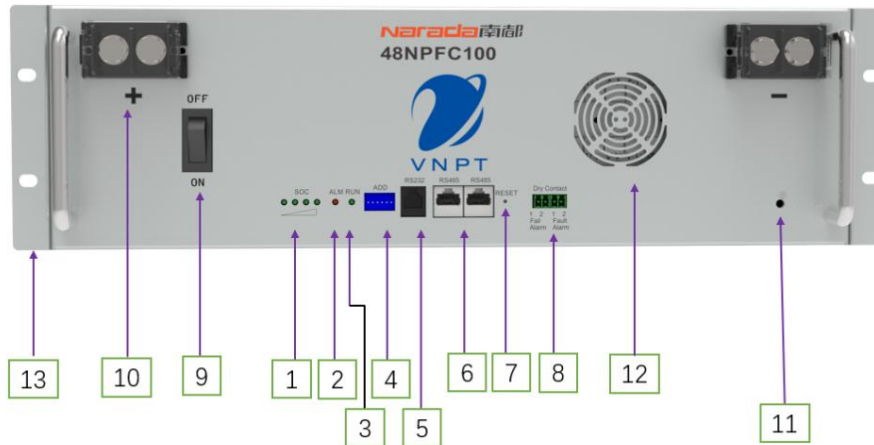 Narada南都
48NPFC100
+
-
OFF
ON
VNPT
SOC
ALM RUN
ADD
RS232
RS485 RS485
RESET
Dry Contact
1 2 1 2
Fail Fault
Alarm Alarm
13
10
9
1
2
3
4
5
6
7
8
12
11